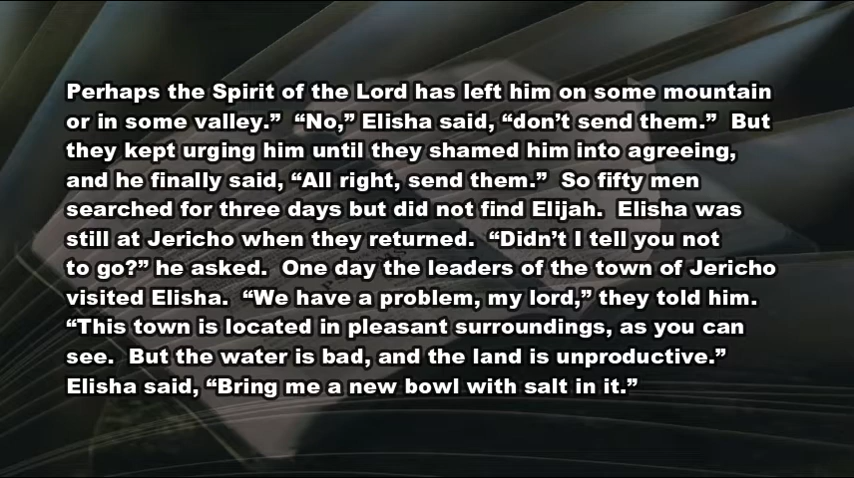 Perhaps the Spirit of the Lord has left him on some mountain
or in some valley.” “No,” Elisha said, “don’t send them.” But
they kept urging him until they shamed him into agreeing,
and he finally said, “All right, send them.” So fifty men
searched for three days but did not find Elijah. Elisha was
still at Jericho when they returned. “Didn’t I tell you not
to go?” he asked. One day the leaders of the town of Jericho
visited Elisha. “We have a problem, my lord,” they told him.
“This town is located in pleasant surroundings, as you can
see. But the water is bad, and the land is unproductive.”
Elisha said, “Bring me a new bowl with salt in it.”